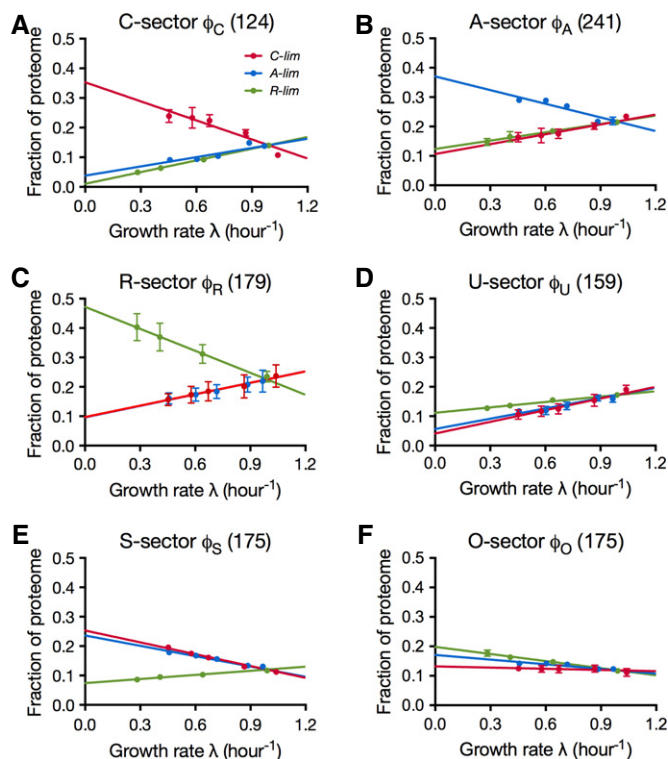 A
C-sector ϕC (124)
Fraction of proteome
0.5
0.4
0.3
0.2
0.1
0.0
C-lim
A-lim
R-lim
0.0 0.3 0.6 0.9 1.2
Growth rate λ (hour-1)
B
A-sector ϕA (241)
Fraction of proteome
0.5
0.4
0.3
0.2
0.1
0.0
0.0 0.3 0.6 0.9 1.2
Growth rate λ (hour-1)
C
R-sector ϕR (179)
Fraction of proteome
0.5
0.4
0.3
0.2
0.1
0.0
0.0 0.3 0.6 0.9 1.2
Growth rate λ (hour-1)
D
U-sector ϕU (159)
Fraction of proteome
0.5
0.4
0.3
0.2
0.1
0.0
0.0 0.3 0.6 0.9 1.2
Growth rate λ (hour-1)
E
S-sector ϕS (175)
Fraction of proteome
0.5
0.4
0.3
0.2
0.1
0.0
0.0 0.3 0.6 0.9 1.2
Growth rate λ (hour-1)
F
O-sector ϕO (175)
Fraction of proteome
0.5
0.4
0.3
0.2
0.1
0.0
0.0 0.3 0.6 0.9 1.2
Growth rate λ (hour-1)